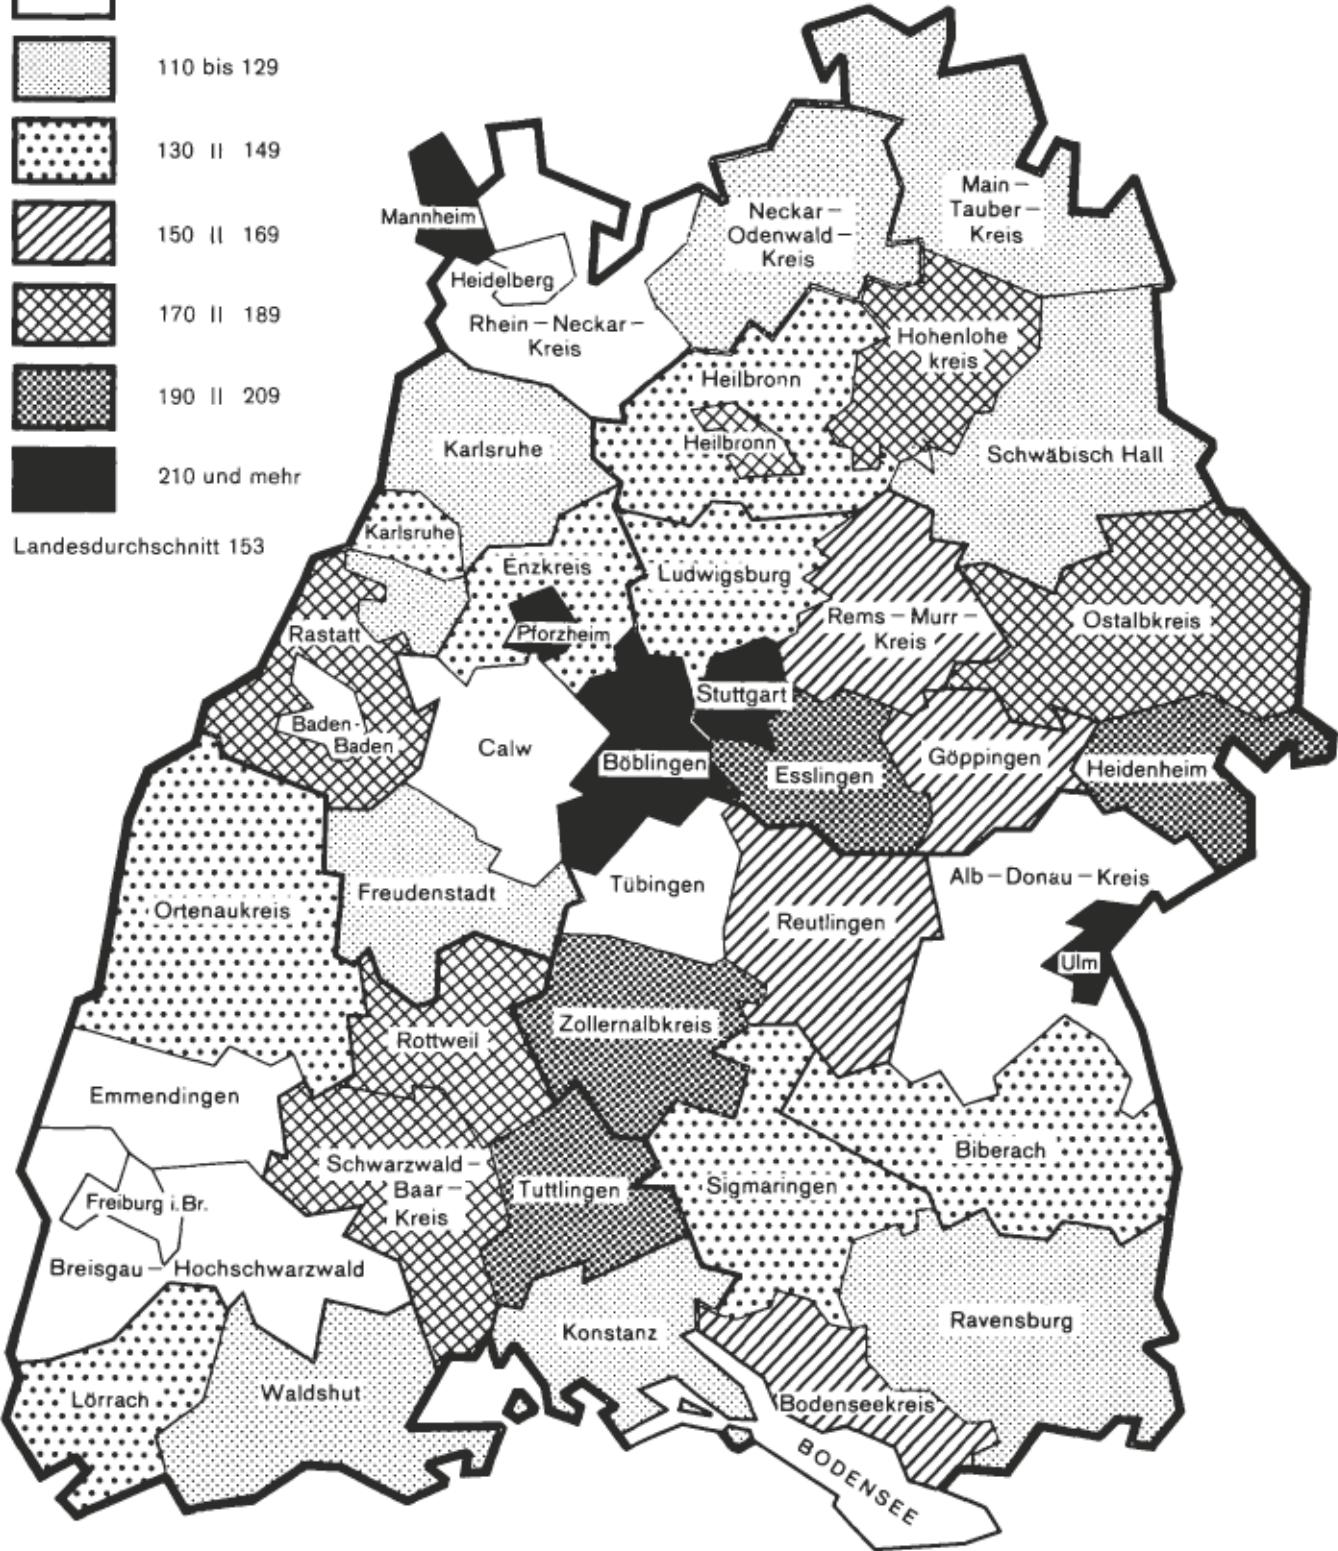 110 bis 129
130 || 149
150 || 169
170 || 189
190 || 209
210 und mehr
Landesdurchschnitt 153
Main –
Tauber –
Kreis
Neckar –
Odenwald –
Kreis
Mannheim
Heidelberg
Rhein – Neckar –
Kreis
Hohenlohe
kreis
Heilbronn
Heilbronn
Karlsruhe
Schwäbisch Hall
Karlsruhe
Enzkreis
Ludwigsburg
Rems – Murr –
Kreis
Ostalbkreis
Rastatt
Pforzheim
Stuttgart
Baden-
Baden
Calw
Böblingen
Esslingen
Göppingen
Heidenheim
Tübingen
Alb – Donau – Kreis
Freudenstadt
Ortenaukreis
Reutlingen
Ulm
Zollernalbkreis
Rottweil
Emmendingen
Biberach
Schwarzwald –
Baar –
Kreis
Tuttlingen
Sigmaringen
Freiburg i. Br.
Breisgau – Hochschwarzwald
Ravensburg
Konstanz
Lörrach
Waldshut
Bodenseekreis
BODENSEE